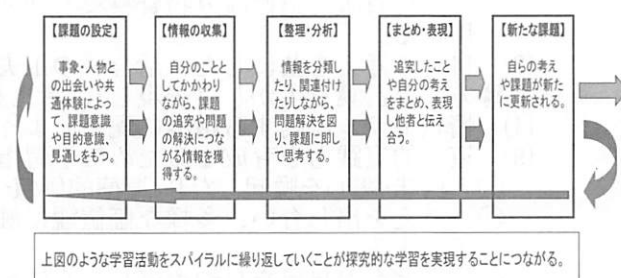 【課題の設定】
事象・人物と
の出会いや共
通体験によっ
て、課題意識
や目的意識、
見通しをもつ。
【情報の収集】
自分のことと
してかかわり
ながら、課題
の追究や問題
の解決につな
がる情報を獲
得する。
【整理・分析】
情報を分類し
たり、関連付け
たりしながら、
問題解決を図
り、課題に即し
て思考する。
【まとめ・表現】
追究したこと
や自分の考え
をまとめ、表現
し他者と伝え
合う。
【新たな課題】
自らの考え
や課題が新た
に更新される。
上図のような学習活動をスパイラルに繰り返していくことが探究的な学習を実現することにつながる。